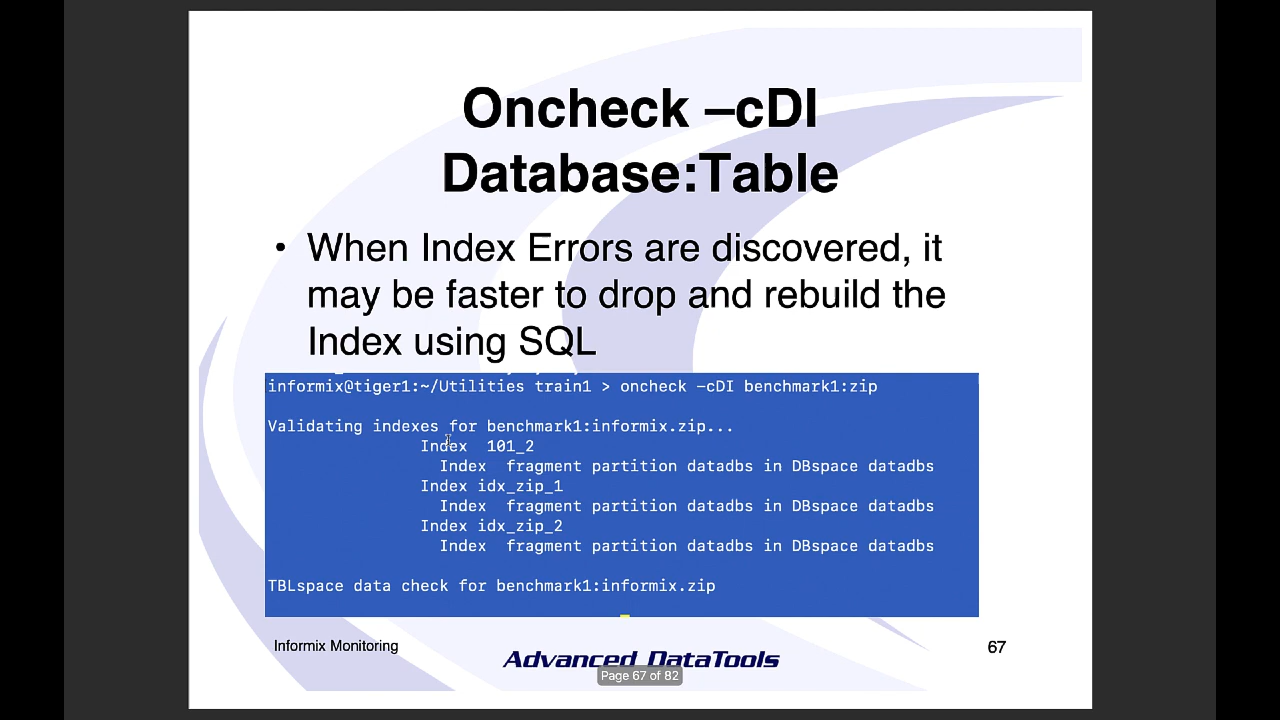 Oncheck –cDI
Database:Table
• When Index Errors are discovered, it
may be faster to drop and rebuild the
Index using SQL
informix@tiger1:~/Utilities train1 > oncheck –cDI benchmark1:zip
Validating indexes for benchmark1:informix.zip...
Index  101_2
Index  fragment partition datadbs in DBspace datadbs
Index idx_zip_1
Index  fragment partition datadbs in DBspace datadbs
Index idx_zip_2
Index  fragment partition datadbs in DBspace datadbs
TBLspace data check for benchmark1:informix.zip
Informix Monitoring
Advanced DataTools
67
Page 67 of 82